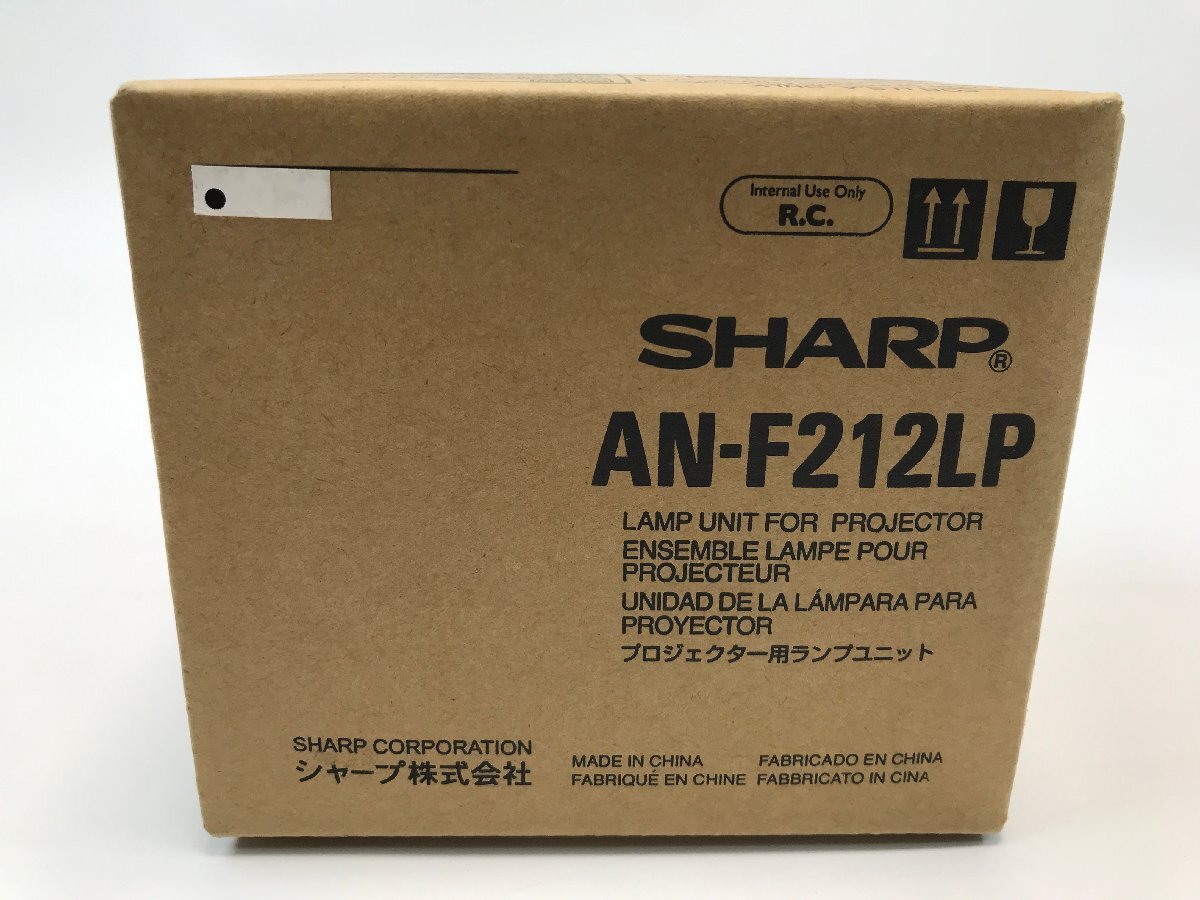 Internal Use Only
R.C.
SHARP®
AN-F212LP
LAMP UNIT FOR PROJECTOR
ENSEMBLE LAMPE POUR
PROJECTEUR
UNIDAD DE LA LÁMPARA PARA
PROYECTOR
プロジェクター用ランプユニット
SHARP CORPORATION
シャープ株式会社
MADE IN CHINA FABRICADO EN CHINA
FABRIQUÉ EN CHINE FABBRICATO IN CINA